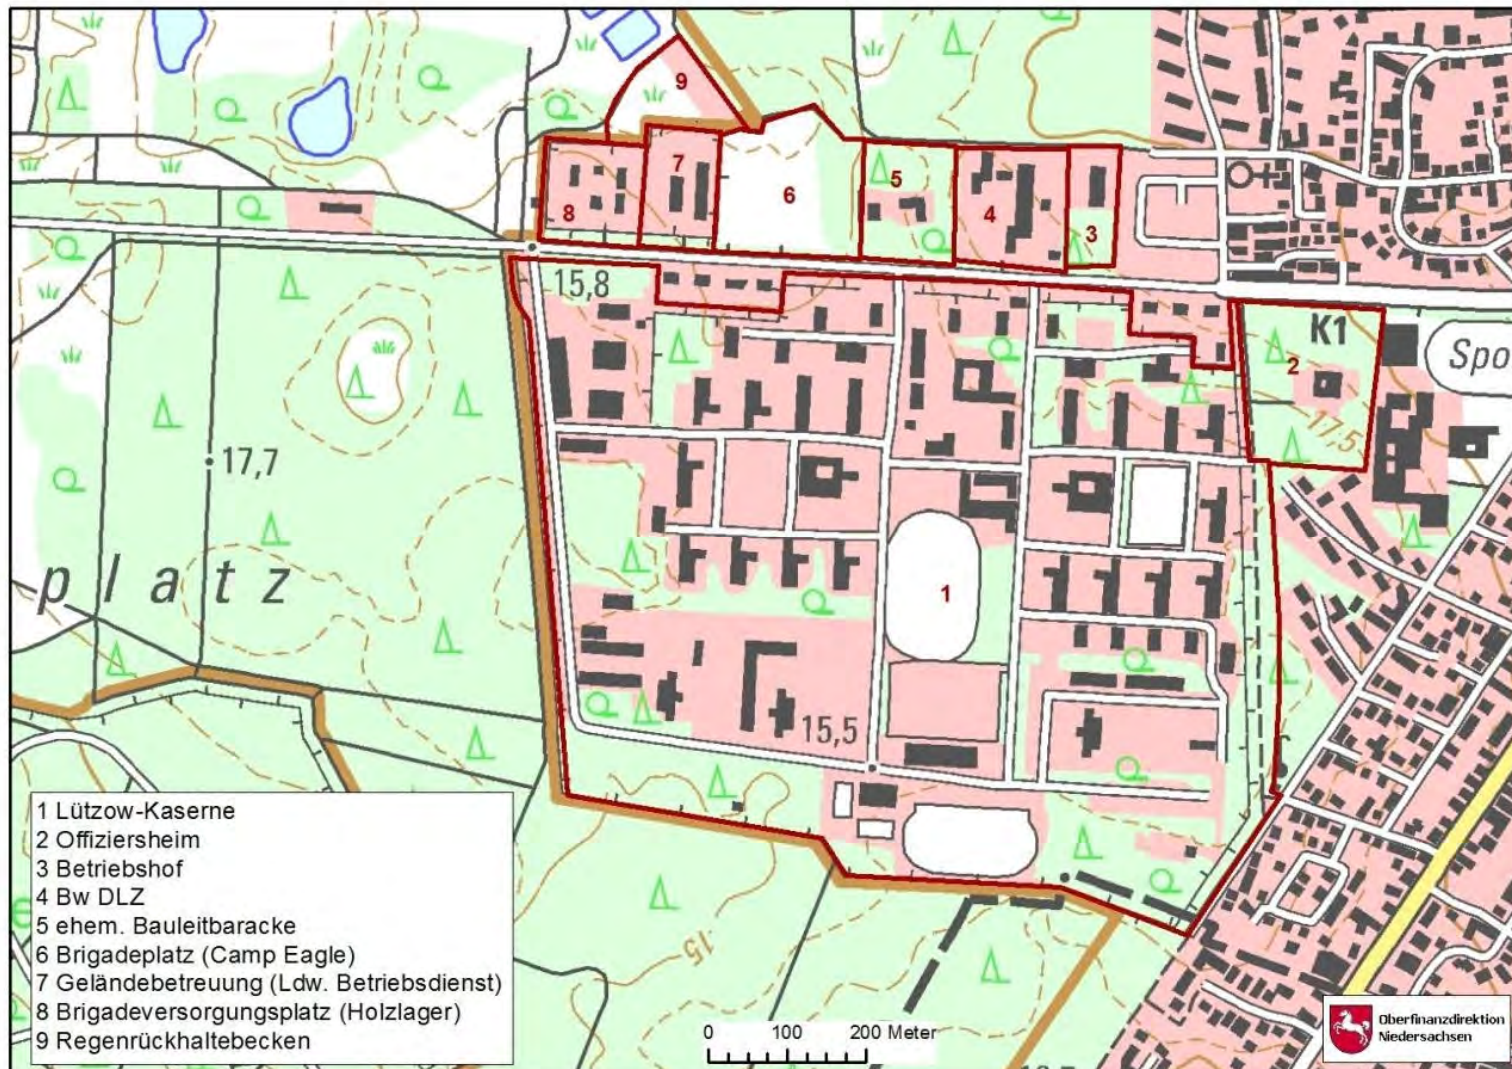 9
7
6
5
8
4
3
15,8
K1
2
Spo
17,5
17,7
platz
1
15,5
15
1 Lützow-Kaserne
2 Offiziersheim
3 Betriebshof
4 Bw DLZ
5 ehem. Bauleitbaracke
6 Brigadeplatz (Camp Eagle)
7 Geländebetreuung (Ldw. Betriebsdienst)
8 Brigadeversorgungsplatz (Holzlager)
9 Regenrückhaltebecken
0 100 200 Meter
Oberfinanzdirektion
Niedersachsen